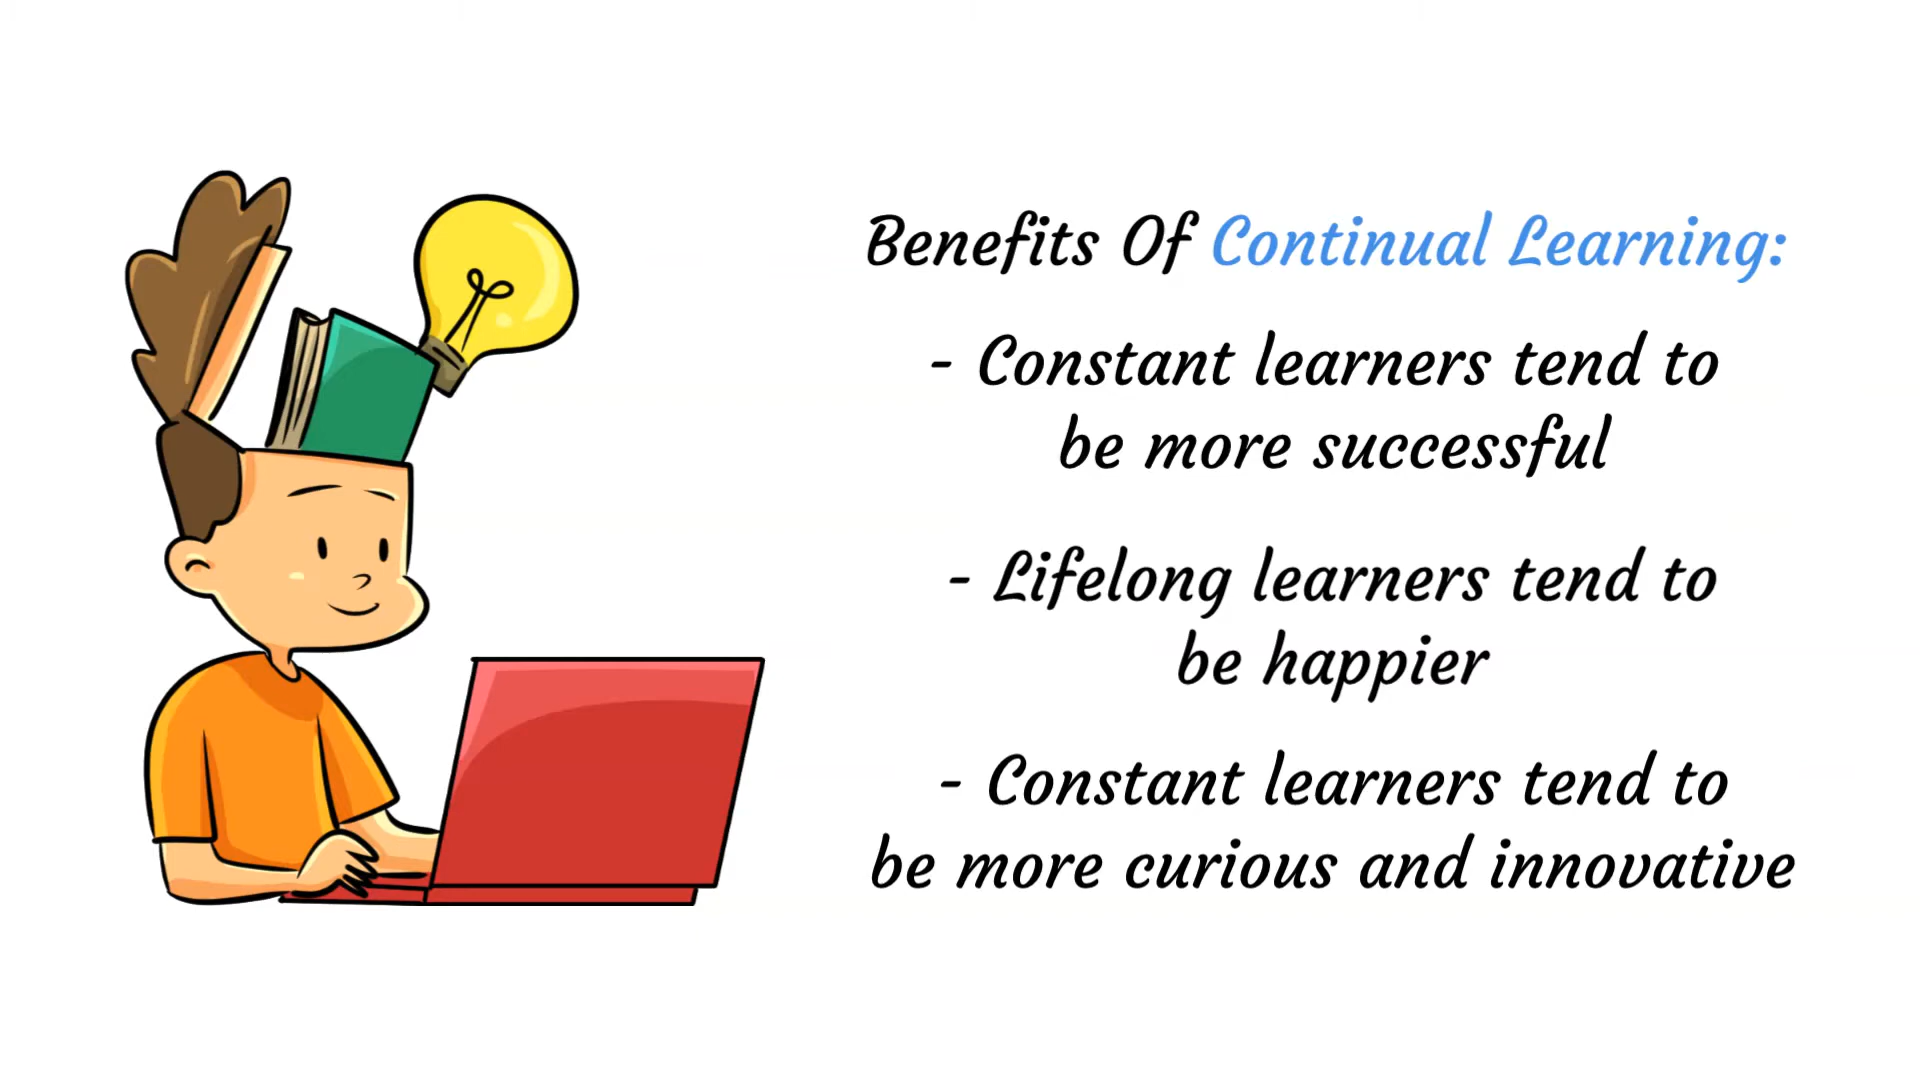 Benefits Of Continual Learning:
- Constant learners tend to
be more successful
- Lifelong learners tend to
be happier
- Constant learners tend to
be more curious and innovative